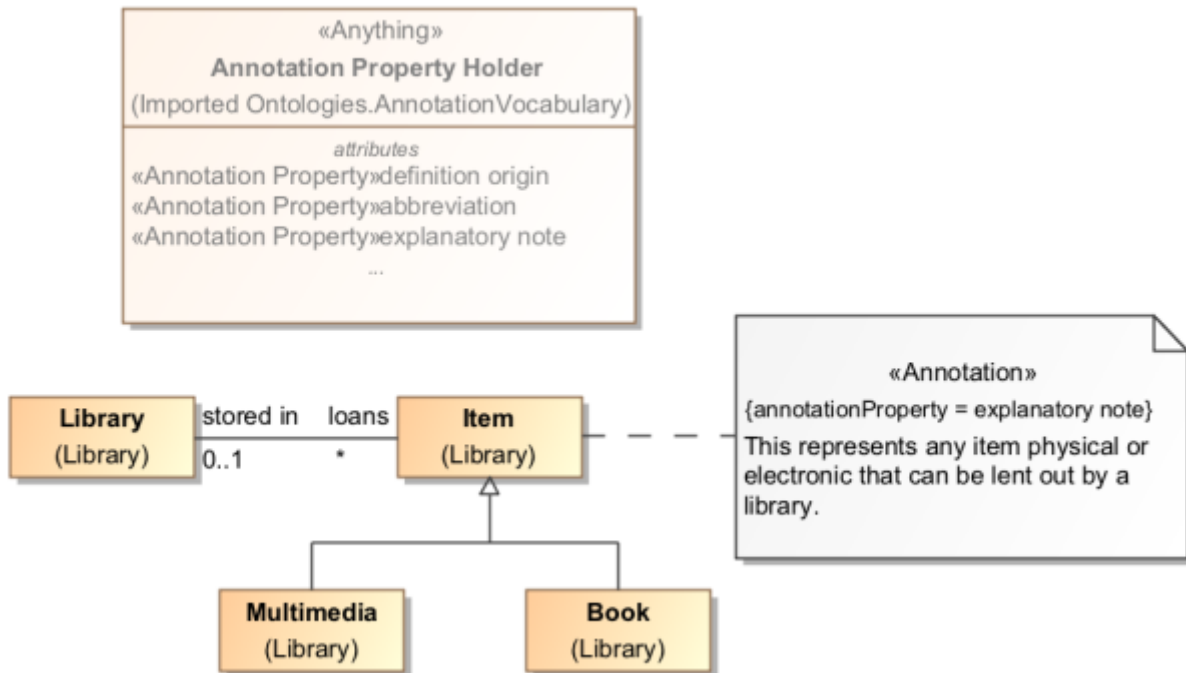 «Anything»
Annotation Property Holder
(Imported Ontologies.AnnotationVocabulary)
attributes
«Annotation Property»definition origin
«Annotation Property»abbreviation
«Annotation Property»explanatory note
...
«Annotation»
{annotationProperty = explanatory note}
This represents any item physical or
electronic that can be lent out by a
library.
Library
(Library)
stored in loans
0..1 *
Item
(Library)
Multimedia
(Library)
Book
(Library)